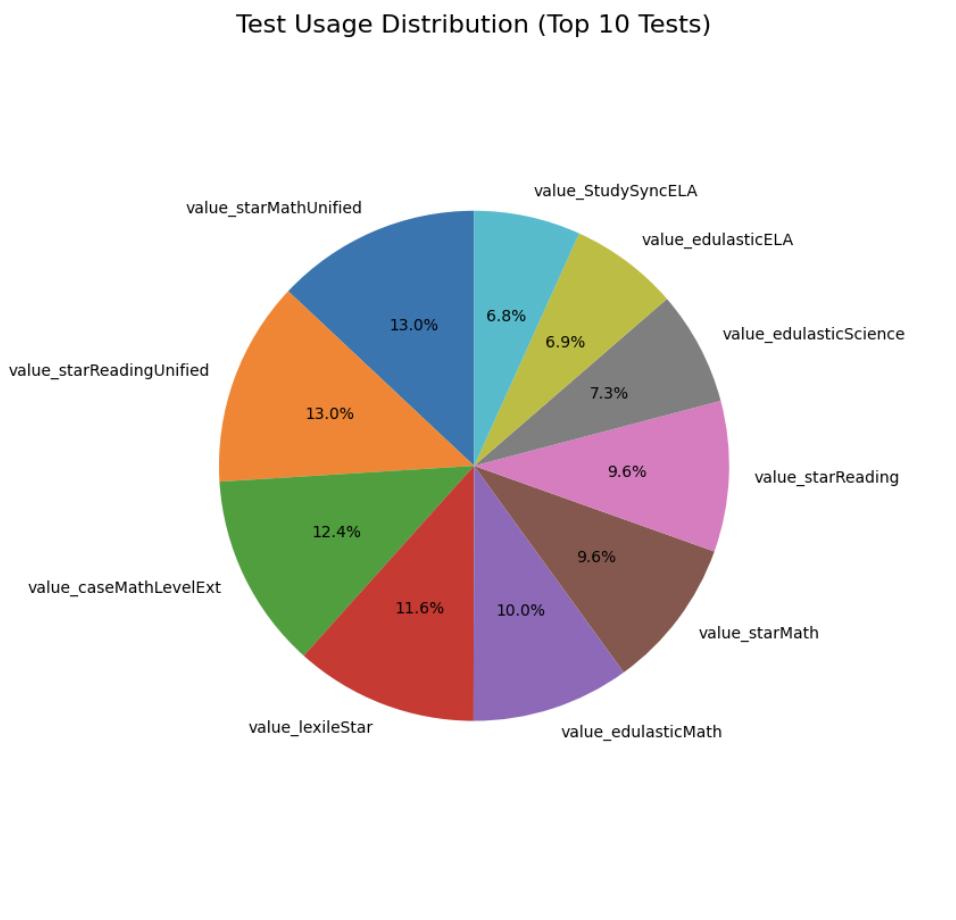 Test Usage Distribution (Top 10 Tests)
value_StudySyncELA
value_starMathUnified
value_edulasticELA
6.8%
13.0%
value_edulasticScience
6.9%
value_starReadingUnified
7.3%
13.0%
9.6%
value_starReading
12.4%
9.6%
value_caseMathLevelExt
11.6%
10.0%
value_starMath
value_lexileStar
value_edulasticMath